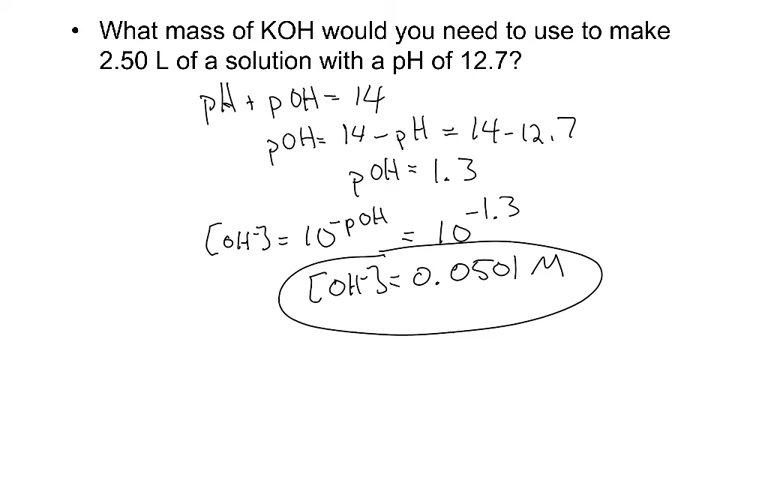 • What mass of KOH would you need to use to make
2.50 L of a solution with a pH of 12.7?
pH + pOH = 14
pOH = 14 - pH = 14 - 12.7
pOH = 1.3
[OH⁻] = 10^-pOH = 10^-1.3
[OH⁻] = 0.0501 M